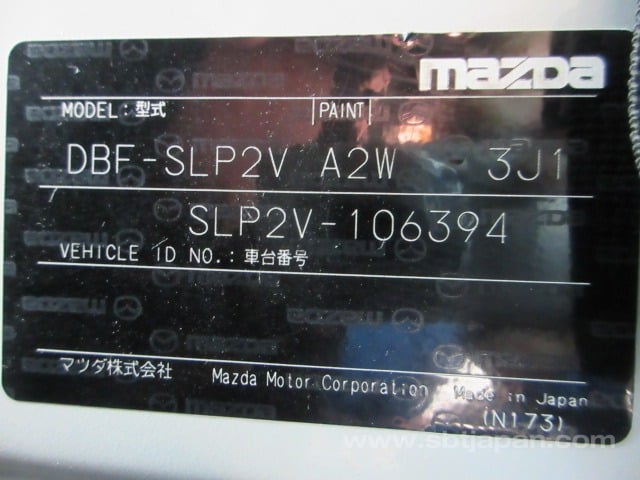 mazda
MODEL:型式 PAINT
DBF-SLP2V A2W 3J1
SLP2V-106394
VEHICLE ID NO.:車台番号
マツダ株式会社 Mazda Motor Corporation Made in Japan
(N173)
www.sbtjapan.com